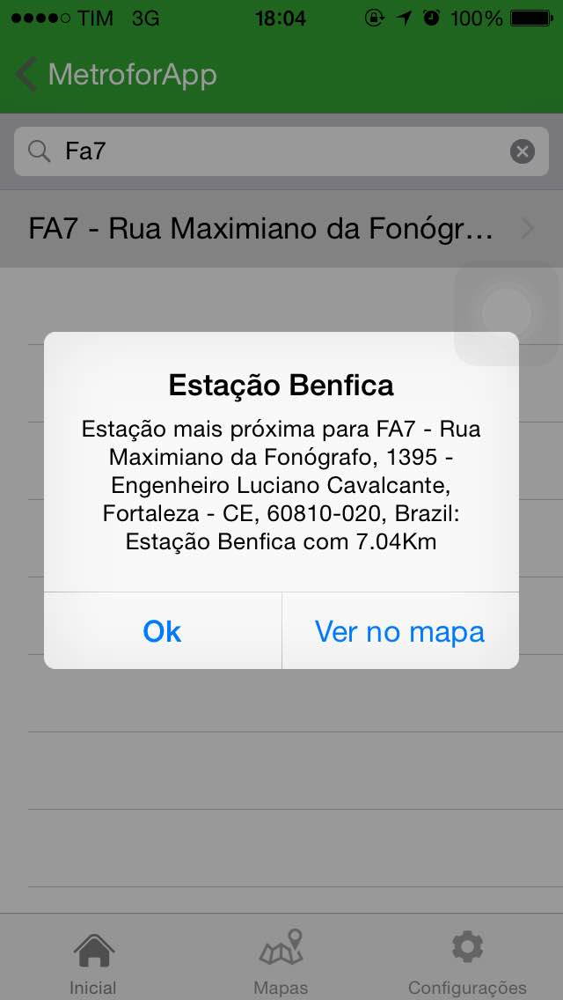 TIM 3G 18:04 100%
MetroforApp
Fa7
FA7 - Rua Maximiano da Fonógr...
Estação Benfica
Estação mais próxima para FA7 - Rua
Maximiano da Fonógrafo, 1395 -
Engenheiro Luciano Cavalcante,
Fortaleza - CE, 60810-020, Brazil:
Estação Benfica com 7.04Km
Ok Ver no mapa
Inicial Mapas Configurações